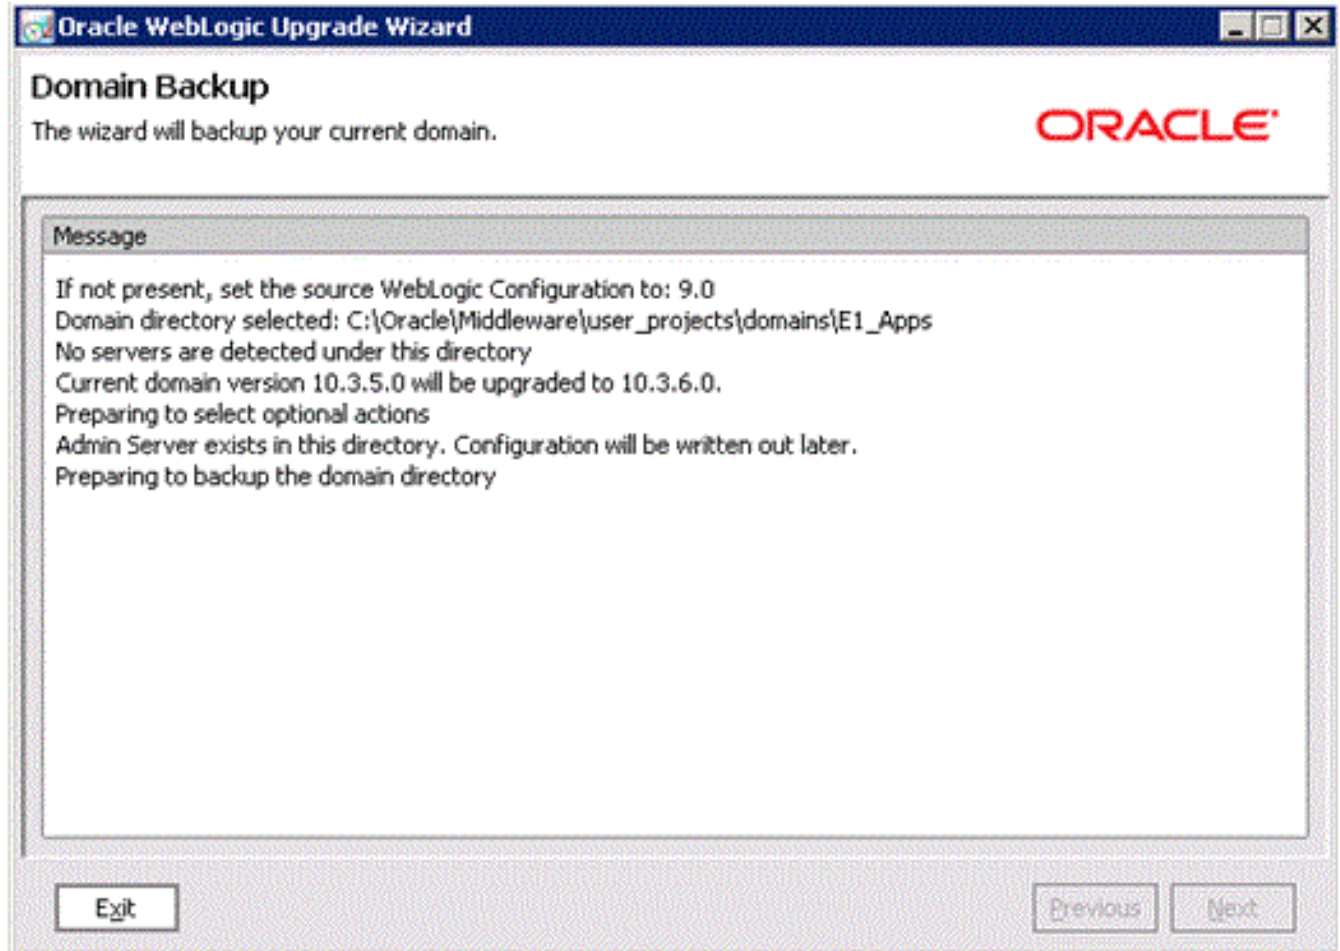 Oracle WebLogic Upgrade Wizard
Domain Backup
The wizard will backup your current domain.
ORACLE
Message
If not present, set the source WebLogic Configuration to: 9.0
Domain directory selected: C:\Oracle\Middleware\user_projects\domains\E1_Apps
No servers are detected under this directory
Current domain version 10.3.5.0 will be upgraded to 10.3.6.0.
Preparing to select optional actions
Admin Server exists in this directory. Configuration will be written out later.
Preparing to backup the domain directory
Exit
Previous
Next